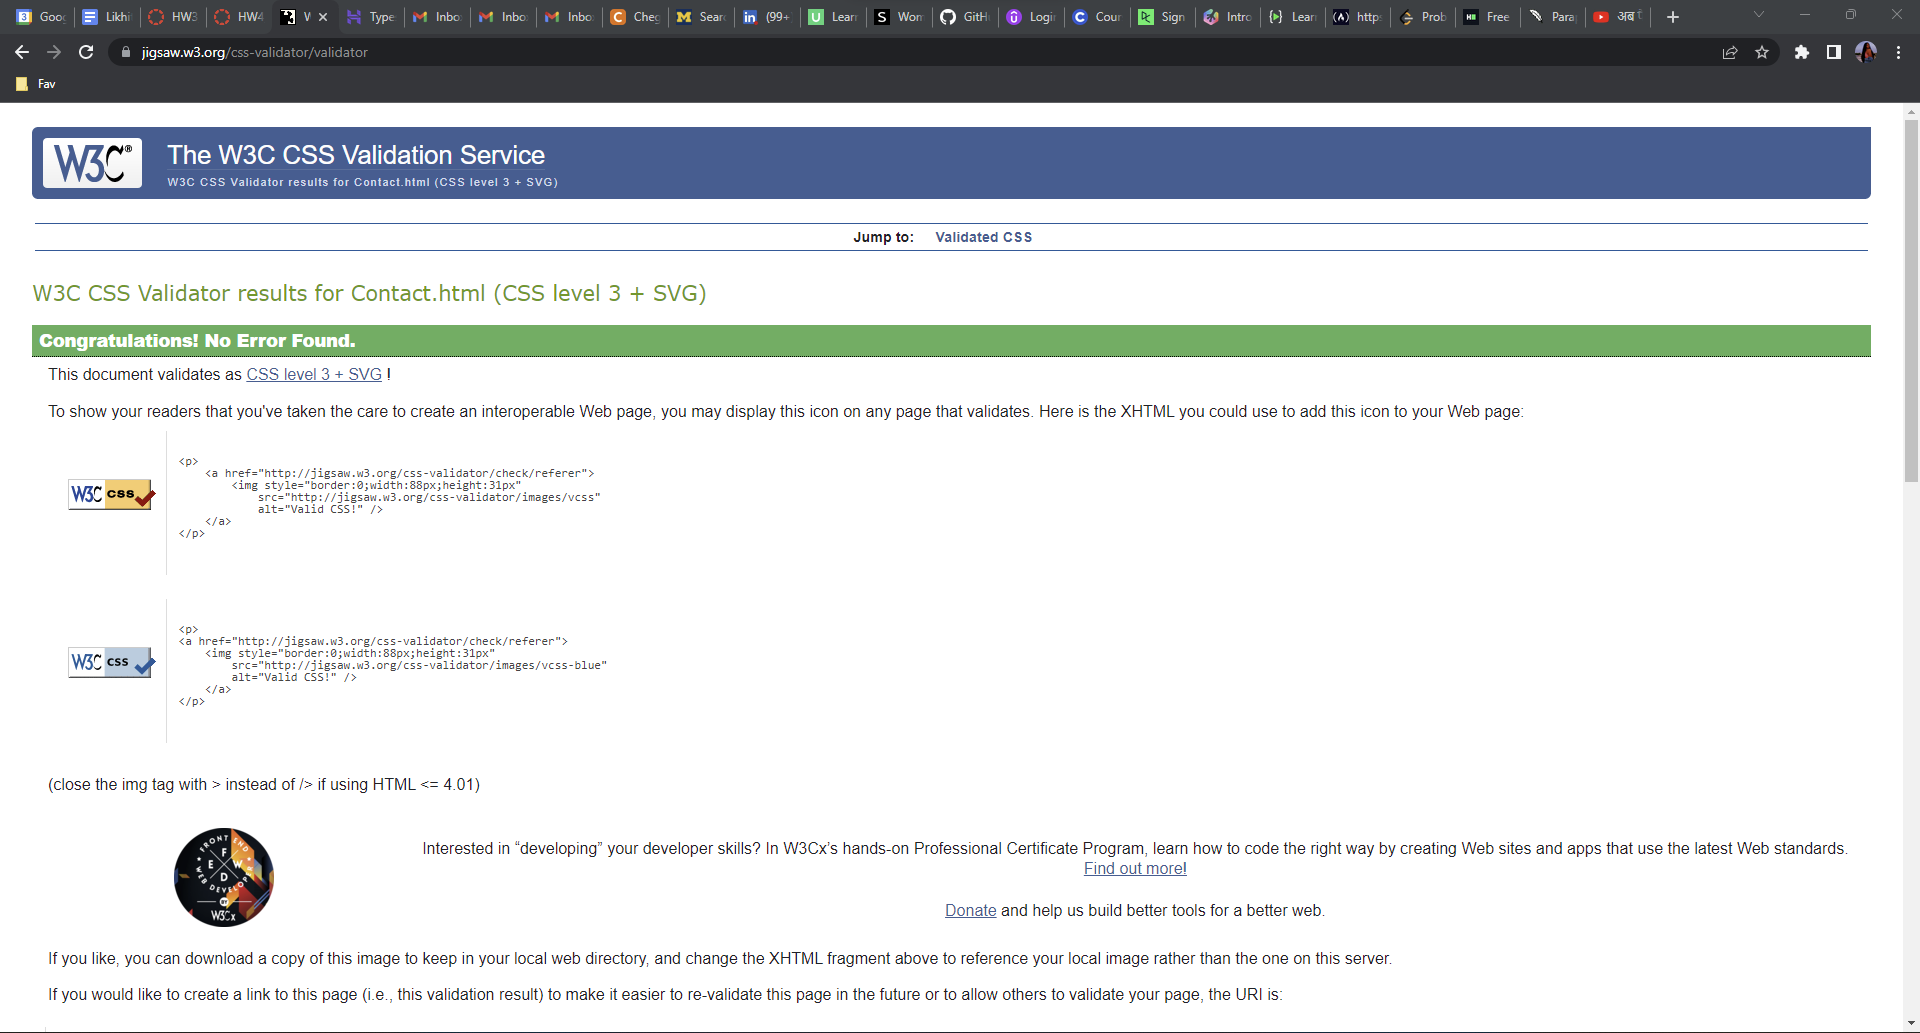 Goo
Likhi
HW3
HW4
W
Type
Inbo
Inbo
Inbo
Cheg
Sear
(99+
Lear
Wom
GitH
Logi
Cour
Sign
Intro
Lear
http
Prob
Free
Para
अब
jigsaw.w3.org/css-validator/validator
Fav
W3C®
The W3C CSS Validation Service
W3C CSS Validator results for Contact.html (CSS level 3 + SVG)
Jump to: Validated CSS
W3C CSS Validator results for Contact.html (CSS level 3 + SVG)
Congratulations! No Error Found.
This document validates as CSS level 3 + SVG !
To show your readers that you've taken the care to create an interoperable Web page, you may display this icon on any page that validates. Here is the XHTML you could use to add this icon to your Web page:
W3C css
<p>
<a href="http://jigsaw.w3.org/css-validator/check/referer">
<img style="border:0;width:88px;height:31px"
src="http://jigsaw.w3.org/css-validator/images/vcss"
alt="Valid CSS!" />
</a>
</p>
W3C css
<p>
<a href="http://jigsaw.w3.org/css-validator/check/referer">
<img style="border:0;width:88px;height:31px"
src="http://jigsaw.w3.org/css-validator/images/vcss-blue"
alt="Valid CSS!" />
</a>
</p>
(close the img tag with > instead of /> if using HTML <= 4.01)
FRONT END
F
E W
D
WEB DEVELOPER
BY
W3Cx
Interested in “developing” your developer skills? In W3Cx’s hands-on Professional Certificate Program, learn how to code the right way by creating Web sites and apps that use the latest Web standards.
Find out more!
Donate and help us build better tools for a better web.
If you like, you can download a copy of this image to keep in your local web directory, and change the XHTML fragment above to reference your local image rather than the one on this server.
If you would like to create a link to this page (i.e., this validation result) to make it easier to re-validate this page in the future or to allow others to validate your page, the URI is: